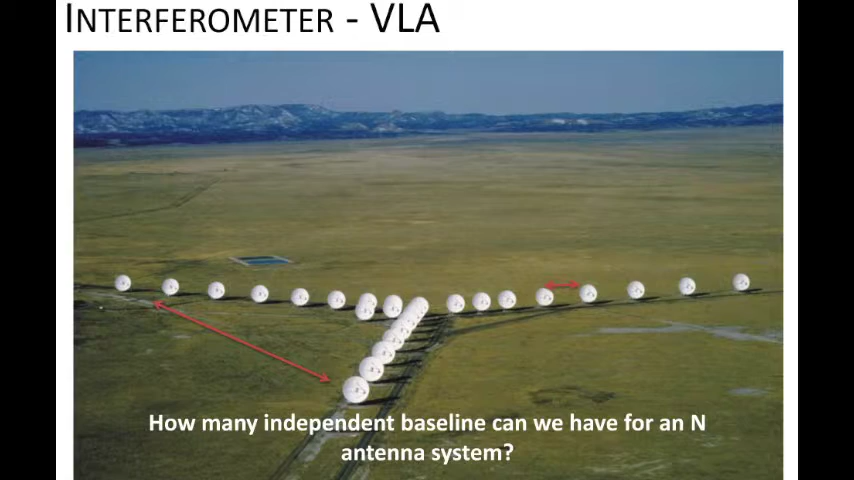 INTERFEROMETER - VLA
How many independent baseline can we have for an N
antenna system?